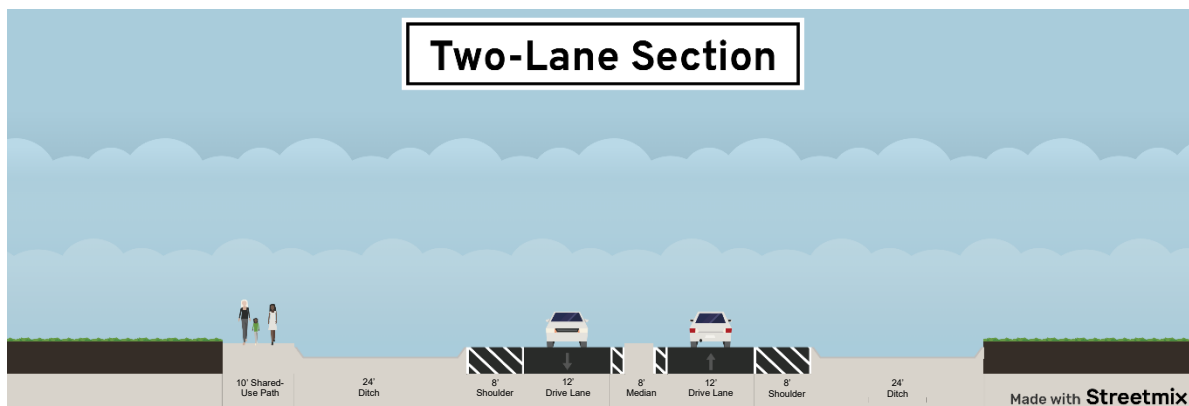 Two-Lane Section
10' Shared-
Use Path
24'
Ditch
8'
Shoulder
12'
Drive Lane
8'
Median
12'
Drive Lane
8'
Shoulder
24'
Ditch
Made with Streetmix